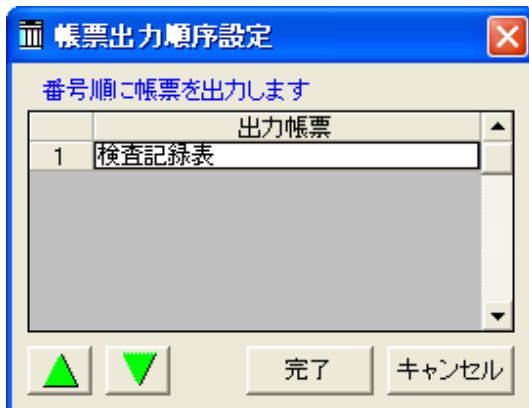 帳票出力順序設定
番号順に帳票を出力します
出力帳票
1 検査記録表
完了 キャンセル